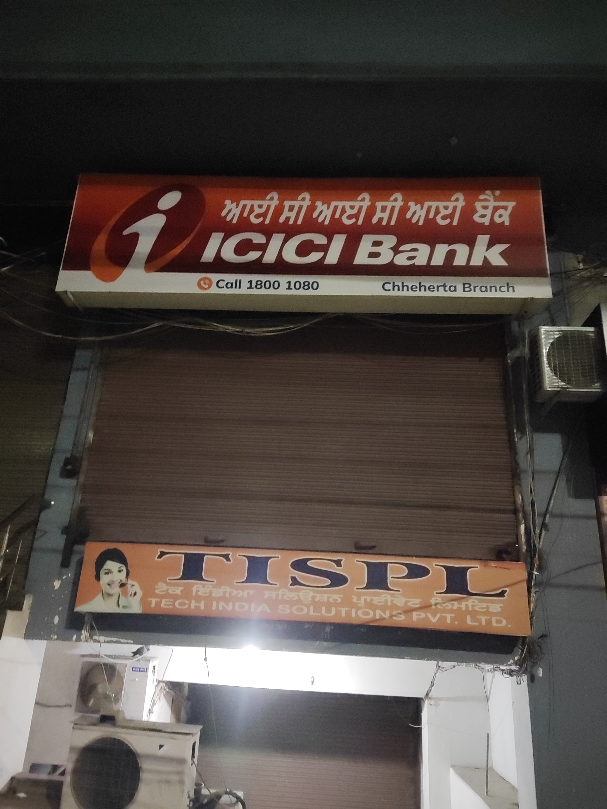 ਆਈ ਸੀ ਆਈ ਸੀ ਆਈ ਬੈਂਕ
i ICICI Bank
Call 1800 1080 Chheherta Branch
TISPL
ਟੈਕ ਇੰਡੀਆ ਸਲਿਊਸ਼ਨ ਪ੍ਰਾਈਵੇਟ ਲਿਮਟਿਡ
TECH INDIA SOLUTIONS PVT. LTD.